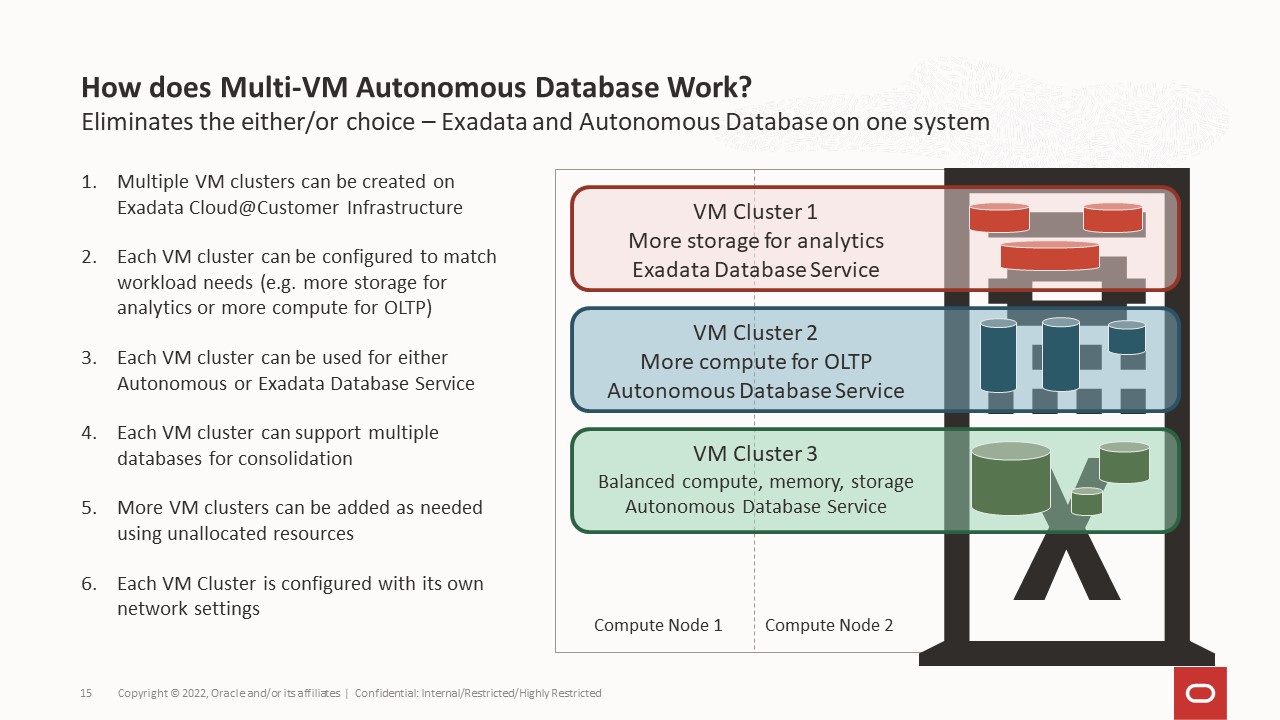 How does Multi-VM Autonomous Database Work?
Eliminates the either/or choice – Exadata and Autonomous Database on one system
1. Multiple VM clusters can be created on
Exadata Cloud@Customer Infrastructure
2. Each VM cluster can be configured to match
workload needs (e.g. more storage for
analytics or more compute for OLTP)
3. Each VM cluster can be used for either
Autonomous or Exadata Database Service
4. Each VM cluster can support multiple
databases for consolidation
5. More VM clusters can be added as needed
using unallocated resources
6. Each VM Cluster is configured with its own
network settings
VM Cluster 1
More storage for analytics
Exadata Database Service
VM Cluster 2
More compute for OLTP
Autonomous Database Service
VM Cluster 3
Balanced compute, memory, storage
Autonomous Database Service
Compute Node 1
Compute Node 2
X
15
Copyright © 2022, Oracle and/or its affiliates | Confidential: Internal/Restricted/Highly Restricted